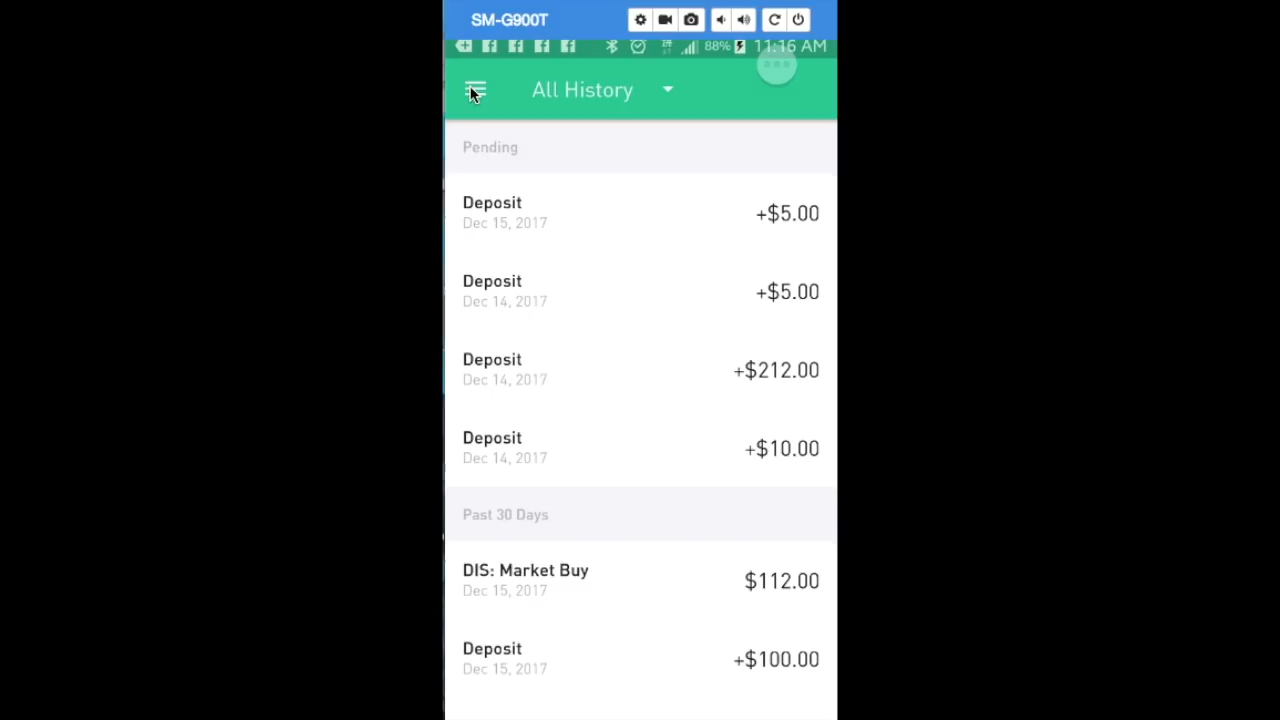 SM-G900T
88% 11:16 AM
All History
Pending
Deposit
Dec 15, 2017
+$5.00
Deposit
Dec 14, 2017
+$5.00
Deposit
Dec 14, 2017
+$212.00
Deposit
Dec 14, 2017
+$10.00
Past 30 Days
DIS: Market Buy
Dec 15, 2017
$112.00
Deposit
Dec 15, 2017
+$100.00